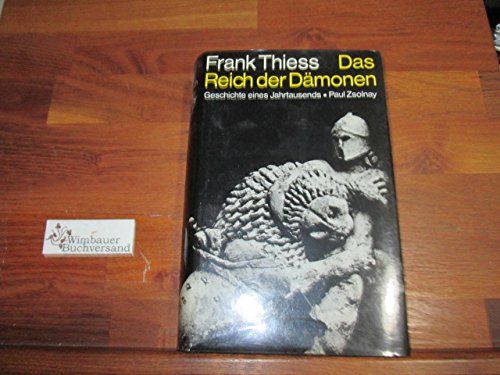 Frank Thiess Das
Reich der Dämonen
Geschichte eines Jahrtausends • Paul Zsolnay
Wimbauer
Buchversand